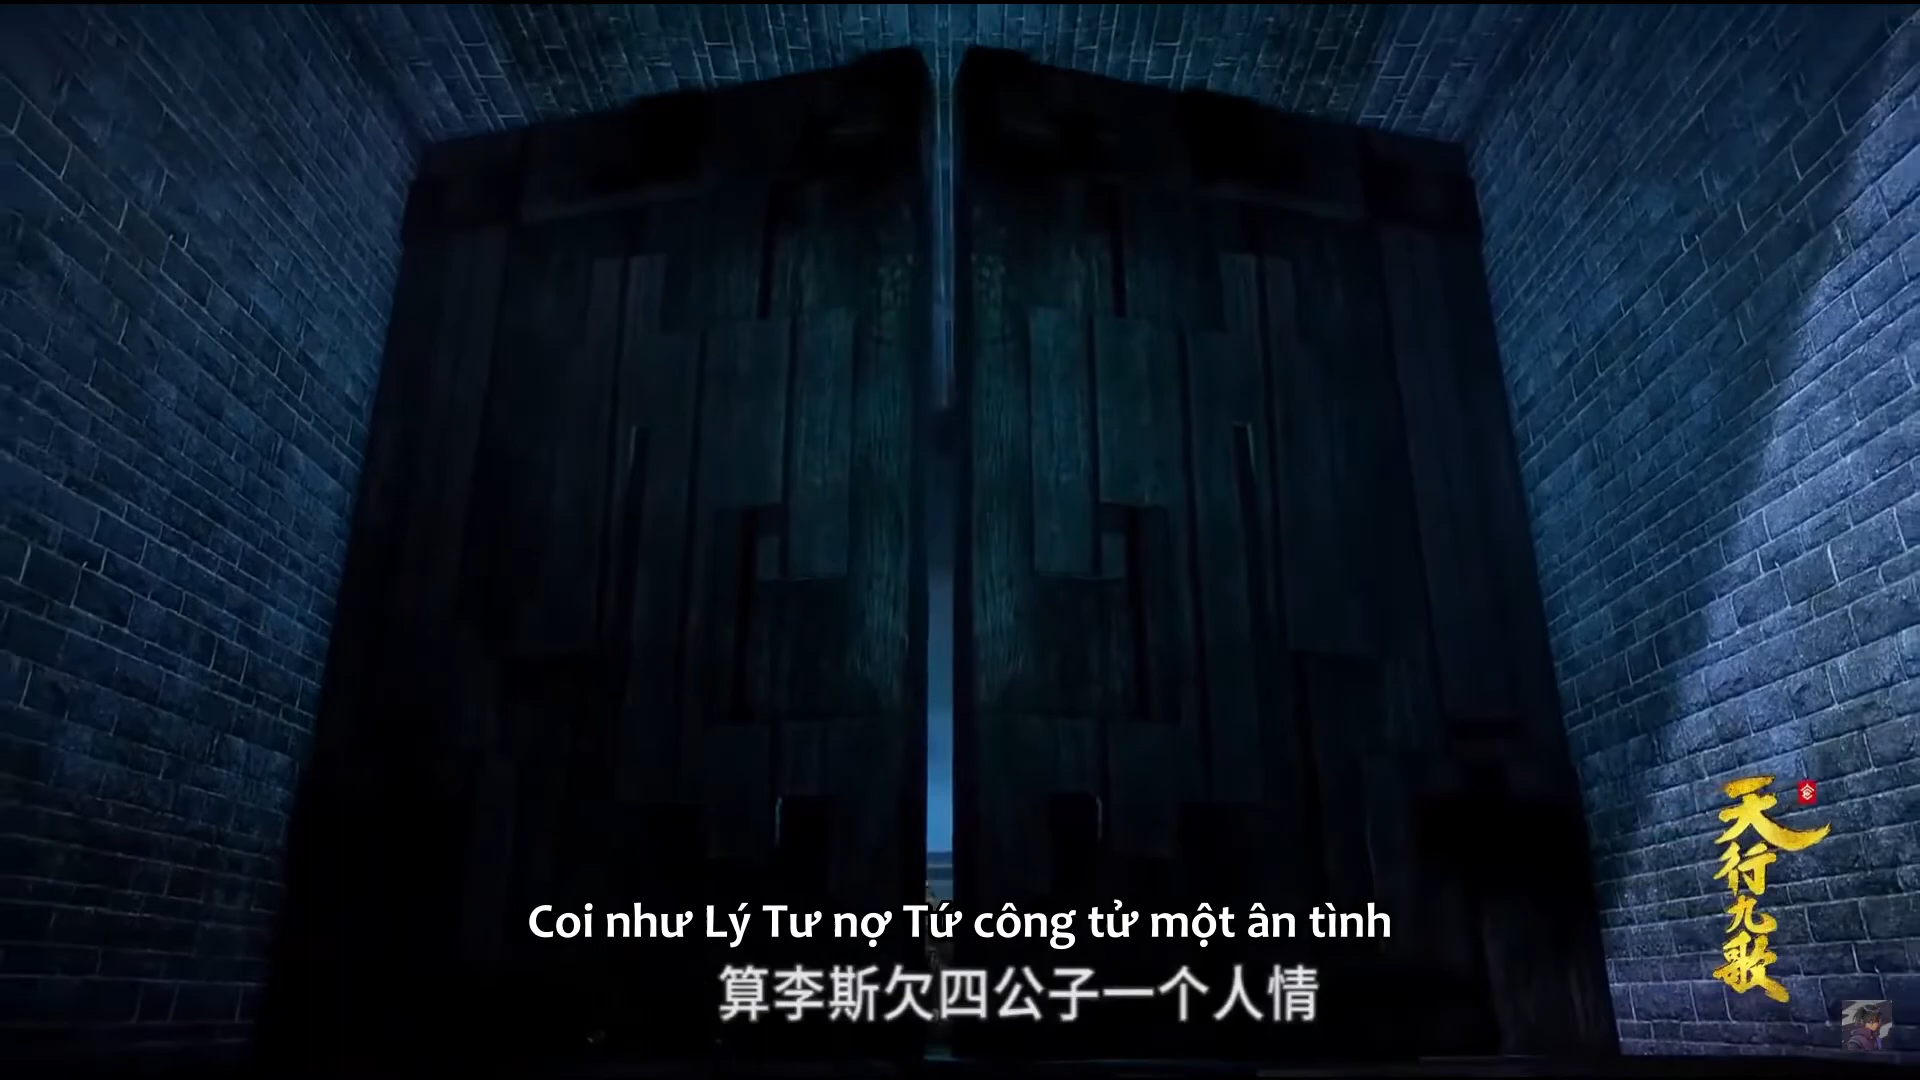 Coi như Lý Tư nợ Tứ công tử một ân tình
算李斯欠四公子一个人情
天行九歌